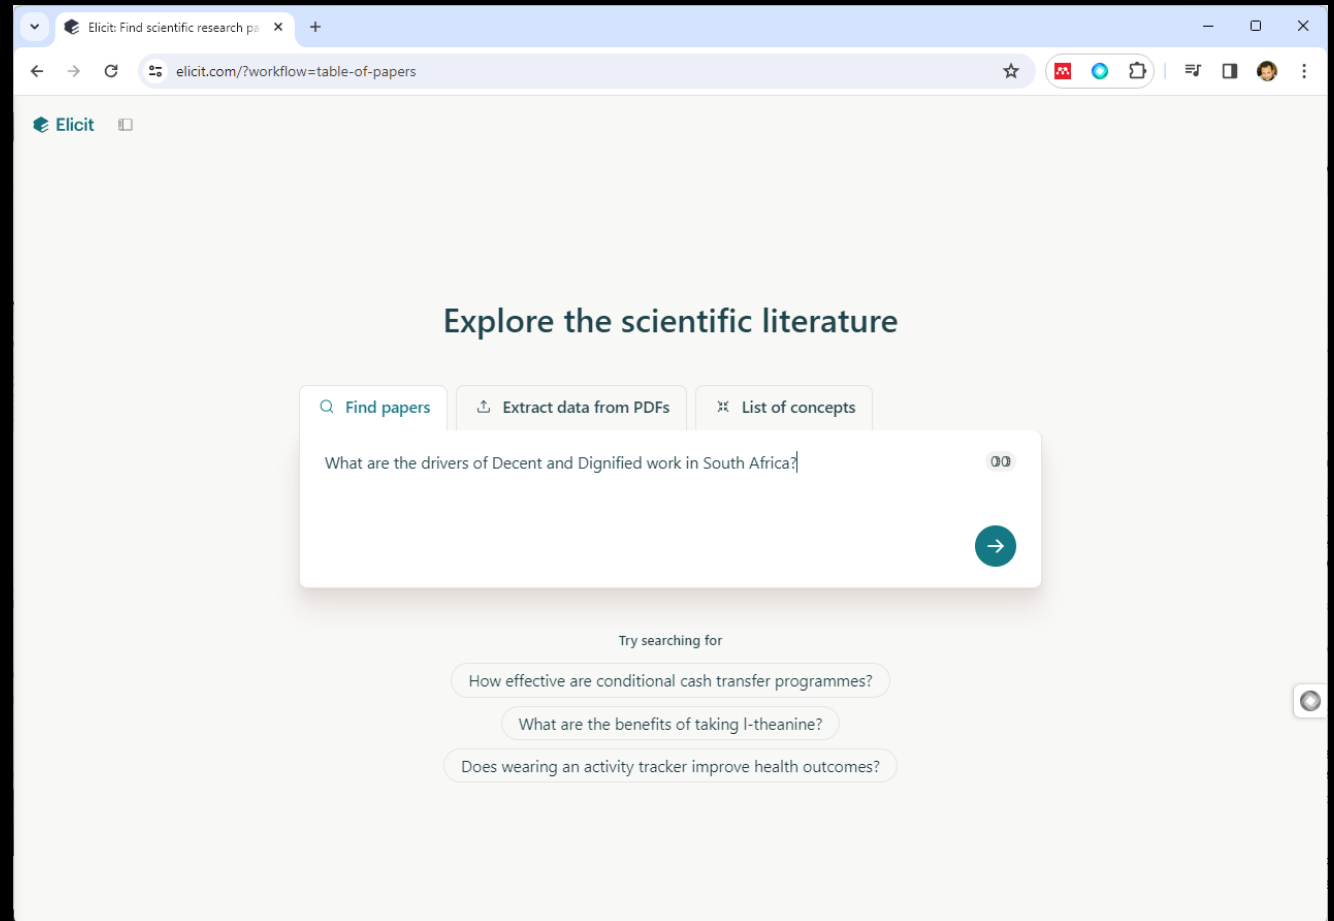 Elicit: Find scientific research pa
elicit.com/?workflow=table-of-papers
Elicit
Explore the scientific literature
Find papers
Extract data from PDFs
List of concepts
What are the drivers of Decent and Dignified work in South Africa?
Try searching for
How effective are conditional cash transfer programmes?
What are the benefits of taking l-theanine?
Does wearing an activity tracker improve health outcomes?